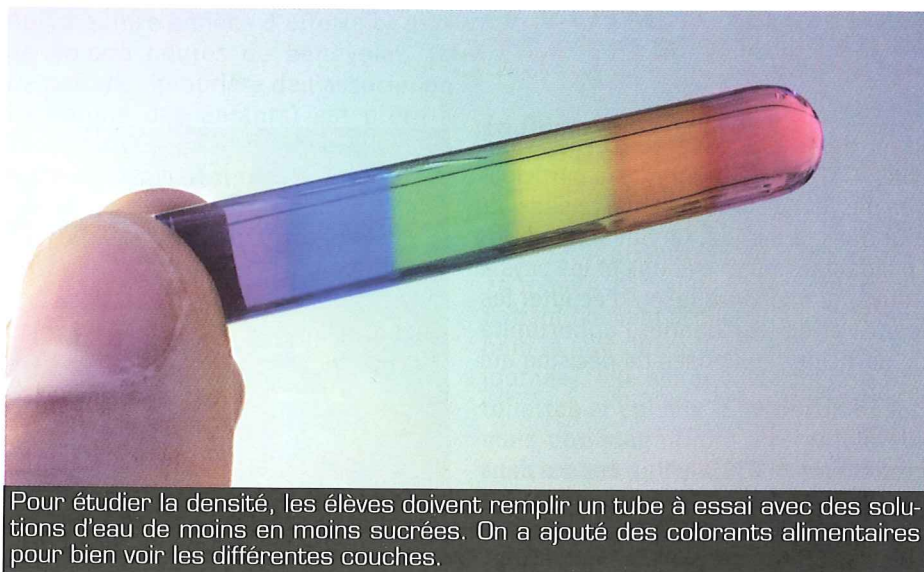 Pour étudier la densité, les élèves doivent remplir un tube à essai avec des solu-
tions d'eau de moins en moins sucrées. On a ajouté des colorants alimentaires
pour bien voir les différentes couches.